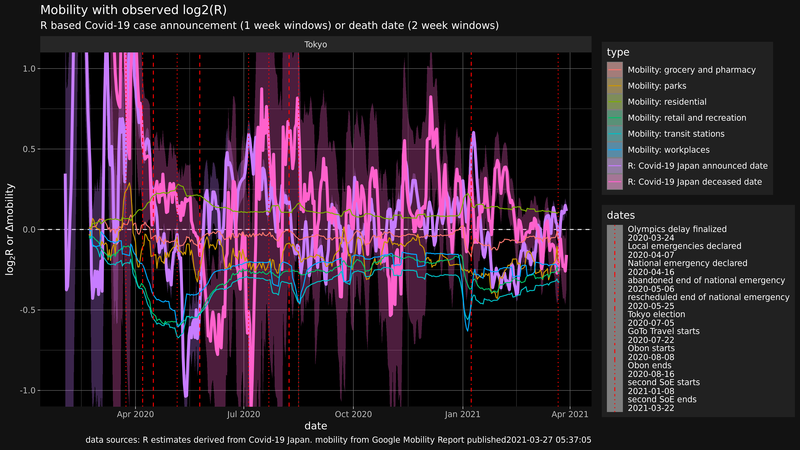 Mobility with observed log2(R)
R based Covid-19 case announcement (1 week windows) or death date (2 week windows)
Tokyo
1.0
0.5
0.0
-0.5
-1.0
log₂R or Δmobility
Apr 2020
Jul 2020
Oct 2020
Jan 2021
Apr 2021
date
type
Mobility: grocery and pharmacy
Mobility: parks
Mobility: residential
Mobility: retail and recreation
Mobility: transit stations
Mobility: workplaces
R: Covid-19 Japan announced date
R: Covid-19 Japan deceased date
dates
Olympics delay finalized
2020-03-24
Local emergencies declared
2020-04-07
National emergency declared
2020-04-16
abandoned end of national emergency
2020-05-06
rescheduled end of national emergency
2020-05-25
Tokyo election
2020-07-05
GoTo Travel starts
2020-07-22
Obon starts
2020-08-08
Obon ends
2020-08-16
second SoE starts
2021-01-08
second SoE ends
2021-03-22
data sources: R estimates derived from Covid-19 Japan. mobility from Google Mobility Report published2021-03-27 05:37:05